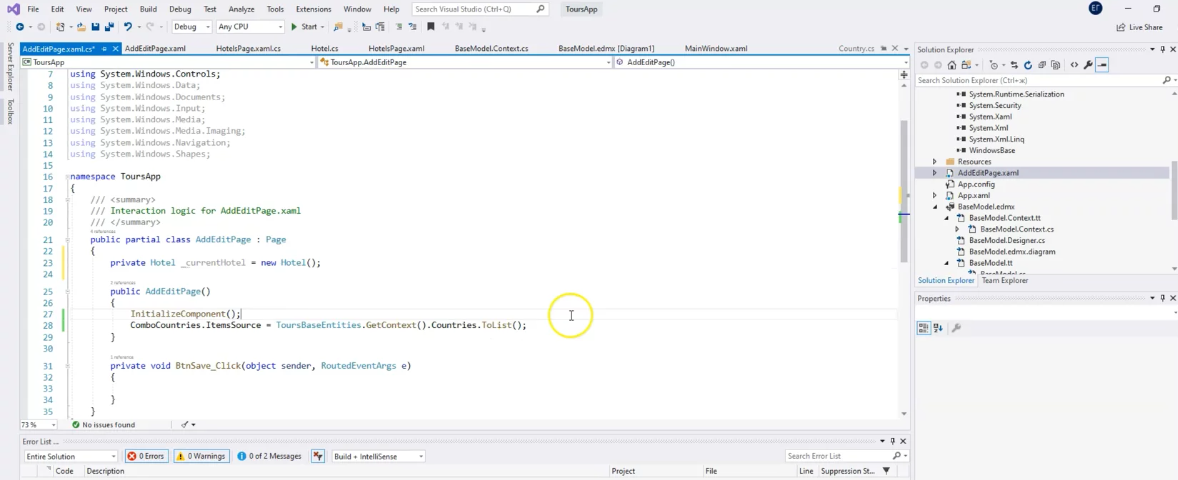 File Edit View Project Build Debug Test Analyze Tools Extensions Window Help Search Visual Studio (Ctrl+Q) ToursApp ЕГ
Debug Any CPU Start Live Share
AddEditPage.xaml.cs* AddEditPage.xaml HotelsPage.xaml.cs Hotel.cs HotelsPage.xaml BaseModel.Context.cs BaseModel.edmx [Diagram1] MainWindow.xaml Country.cs
ToursApp ToursApp.AddEditPage AddEditPage()
Server Explorer
Toolbox
7 using System.Windows.Controls;
8 using System.Windows.Data;
9 using System.Windows.Documents;
10 using System.Windows.Input;
11 using System.Windows.Media;
12 using System.Windows.Media.Imaging;
13 using System.Windows.Navigation;
14 using System.Windows.Shapes;
15
16 namespace ToursApp
17 {
18 /// <summary>
19 /// Interaction logic for AddEditPage.xaml
20 /// </summary>
21 public partial class AddEditPage : Page
22 {
23 private Hotel _currentHotel = new Hotel();
24
25 public AddEditPage()
26 {
27 InitializeComponent();
28 ComboCountries.ItemsSource = ToursBaseEntities.GetContext().Countries.ToList();
29 }
30
31 private void BtnSave_Click(object sender, RoutedEventArgs e)
32 {
33
34 }
35 }
73 % No issues found
Error List ...
Entire Solution 0 Errors 0 Warnings 0 of 2 Messages Build + IntelliSense Search Error List
Code Description Project File Line Suppression St...
Solution Explorer
Search Solution Explorer (Ctrl+ж)
System.Runtime.Serialization
System.Security
System.Xaml
System.Xml
System.Xml.Linq
WindowsBase
Resources
AddEditPage.xaml
App.config
App.xaml
BaseModel.edmx
BaseModel.Context.tt
BaseModel.Context.cs
BaseModel.Designer.cs
BaseModel.edmx.diagram
BaseModel.tt
Solution Explorer Team Explorer
Properties